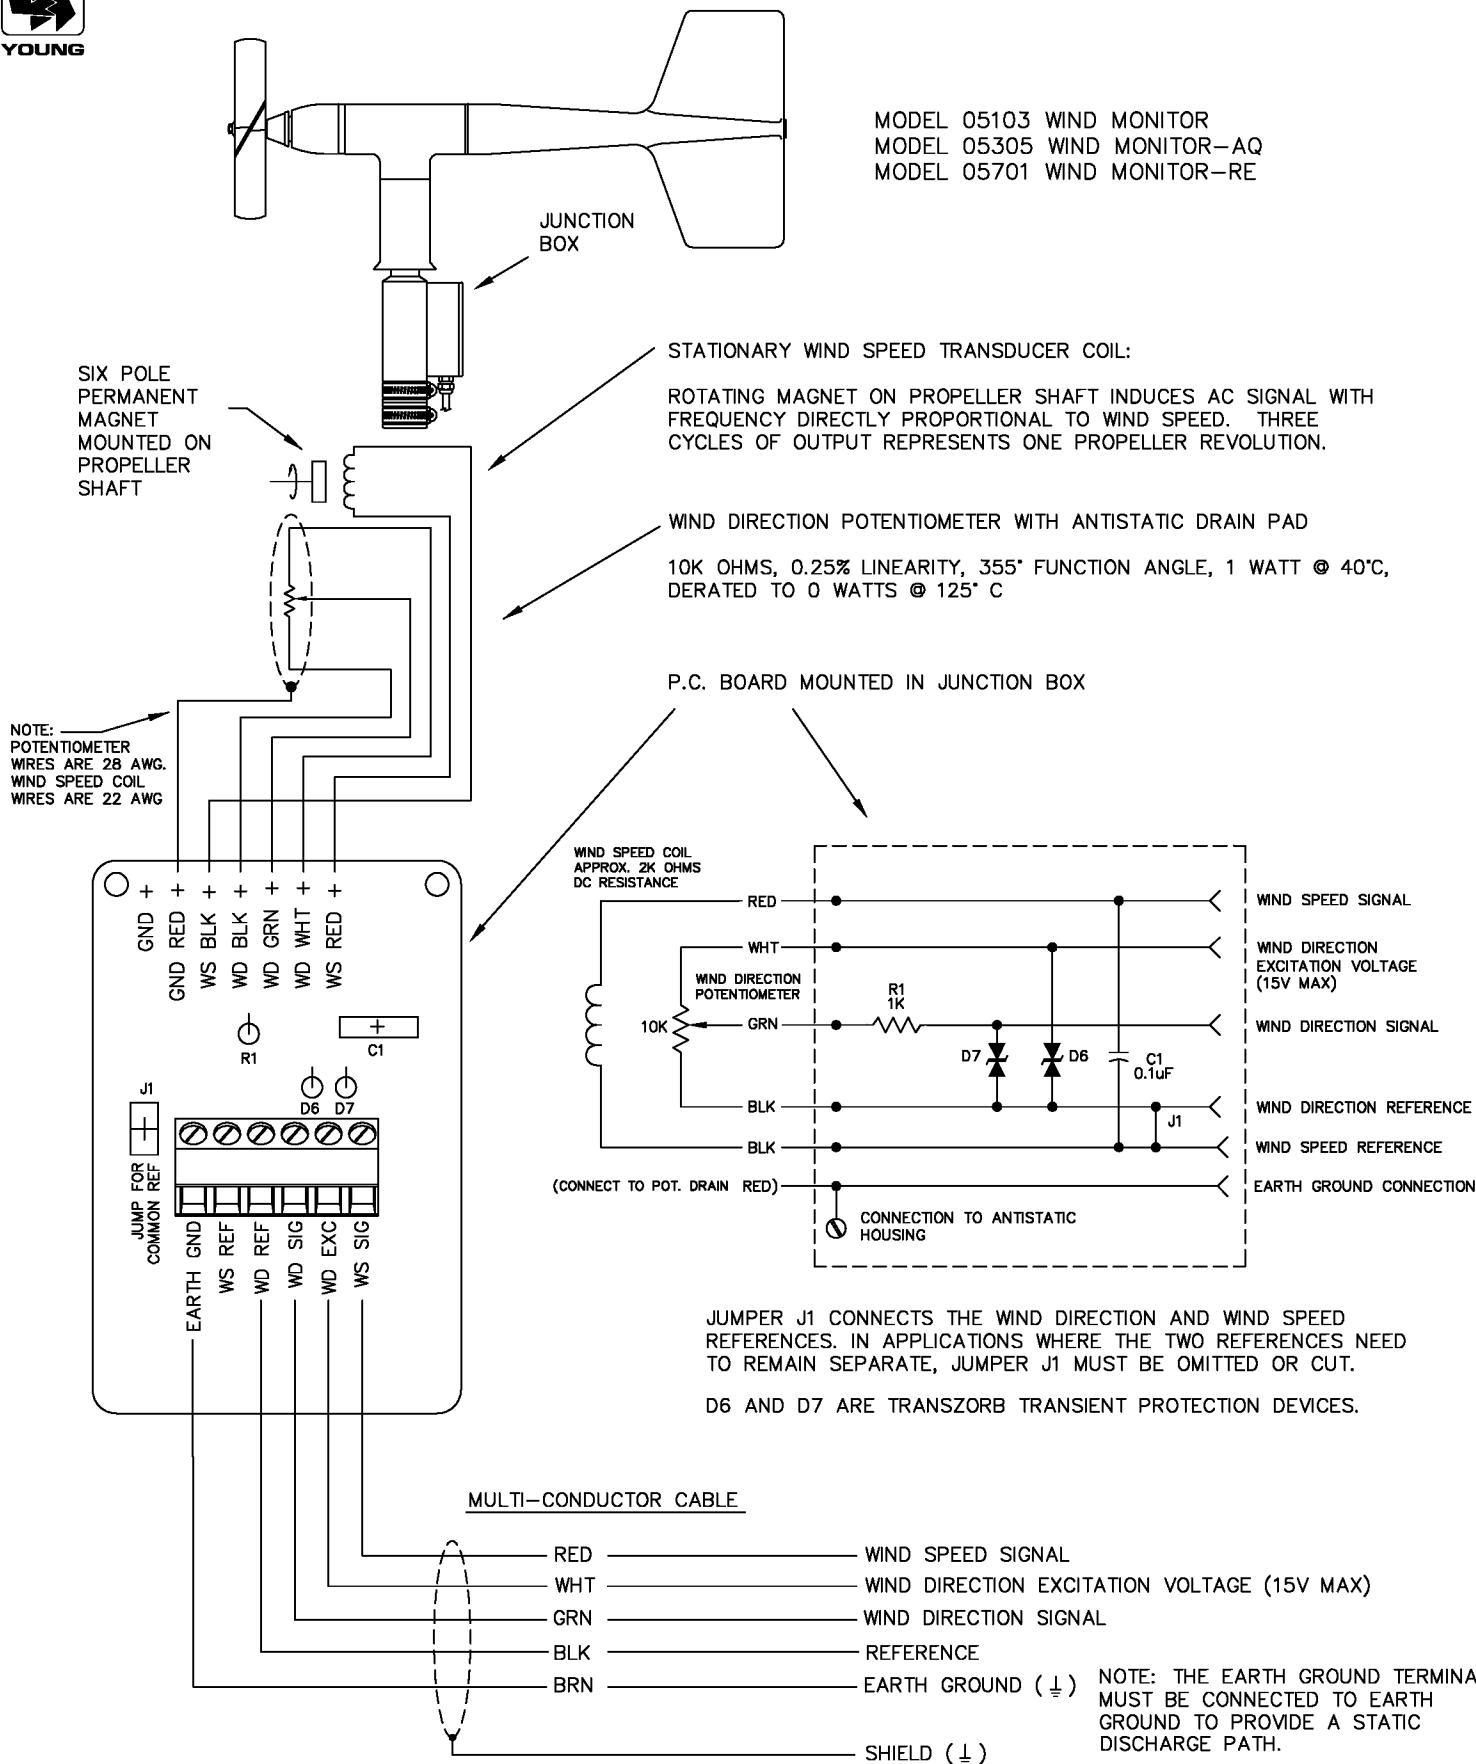 YOUNG
MODEL 05103 WIND MONITOR
MODEL 05305 WIND MONITOR-AQ
MODEL 05701 WIND MONITOR-RE
JUNCTION
BOX
STATIONARY WIND SPEED TRANSDUCER COIL:
SIX POLE
PERMANENT
MAGNET
MOUNTED ON
PROPELLER
SHAFT
ROTATING MAGNET ON PROPELLER SHAFT INDUCES AC SIGNAL WITH
FREQUENCY DIRECTLY PROPORTIONAL TO WIND SPEED. THREE
CYCLES OF OUTPUT REPRESENTS ONE PROPELLER REVOLUTION.
WIND DIRECTION POTENTIOMETER WITH ANTISTATIC DRAIN PAD
10K OHMS, 0.25% LINEARITY, 355° FUNCTION ANGLE, 1 WATT @ 40°C,
DERATED TO 0 WATTS @ 125° C
P.C. BOARD MOUNTED IN JUNCTION BOX
NOTE:
POTENTIOMETER
WIRES ARE 28 AWG.
WIND SPEED COIL
WIRES ARE 22 AWG
GND +
GND RED +
WS BLK +
WD BLK +
WD GRN +
WD WHT +
WS RED +
R1
+
C1
J1
D6
D7
JUMP FOR
COMMON REF
EARTH GND
WS REF
WD REF
WD SIG
WD EXC
WS SIG
WIND SPEED COIL
APPROX. 2K OHMS
DC RESISTANCE
RED
WIND SPEED SIGNAL
WHT
WIND DIRECTION
EXCITATION VOLTAGE
(15V MAX)
WIND DIRECTION
POTENTIOMETER
10K
GRN
R1
1K
WIND DIRECTION SIGNAL
D7
D6
C1
0.1uF
BLK
WIND DIRECTION REFERENCE
J1
BLK
WIND SPEED REFERENCE
(CONNECT TO POT. DRAIN RED)
EARTH GROUND CONNECTION
CONNECTION TO ANTISTATIC
HOUSING
JUMPER J1 CONNECTS THE WIND DIRECTION AND WIND SPEED
REFERENCES. IN APPLICATIONS WHERE THE TWO REFERENCES NEED
TO REMAIN SEPARATE, JUMPER J1 MUST BE OMITTED OR CUT.
D6 AND D7 ARE TRANSZORB TRANSIENT PROTECTION DEVICES.
MULTI-CONDUCTOR CABLE
RED WIND SPEED SIGNAL
WHT WIND DIRECTION EXCITATION VOLTAGE (15V MAX)
GRN WIND DIRECTION SIGNAL
BLK REFERENCE
BRN EARTH GROUND (⏚)
SHIELD (⏚)
NOTE: THE EARTH GROUND TERMINA
MUST BE CONNECTED TO EARTH
GROUND TO PROVIDE A STATIC
DISCHARGE PATH.